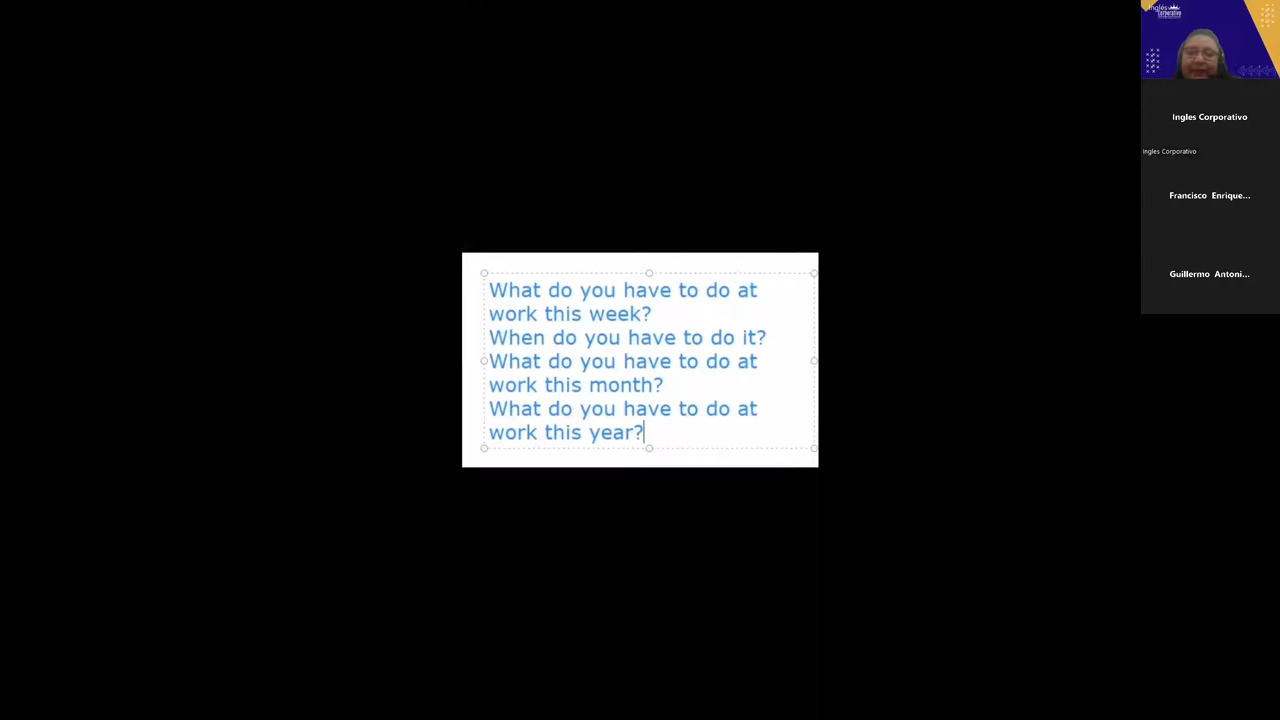 Inglés
Corporativo
Ingles Corporativo
Ingles Corporativo
Francisco Enrique...
Guillermo Antoni...
What do you have to do at
work this week?
When do you have to do it?
What do you have to do at
work this month?
What do you have to do at
work this year?